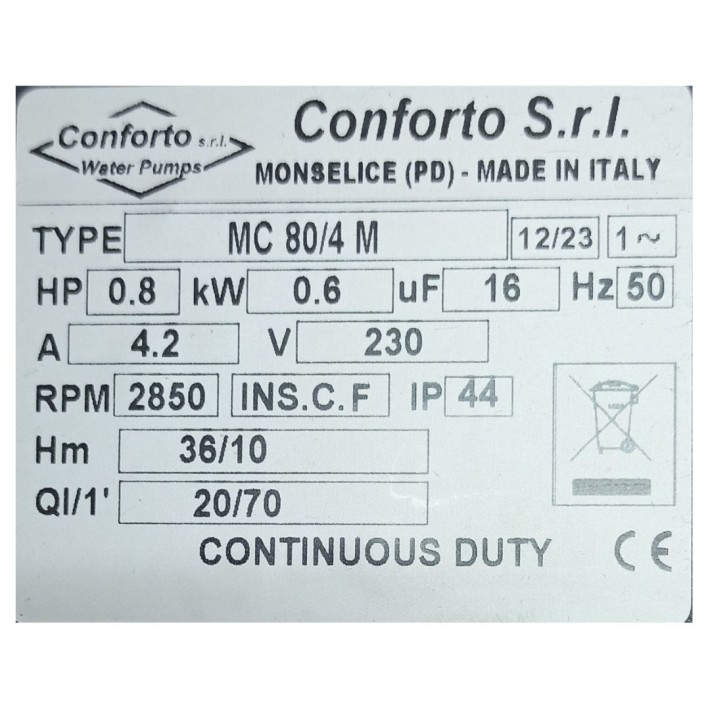 Conforto s.r.l.
Water Pumps
Conforto S.r.l.
MONSELICE (PD) - MADE IN ITALY
TYPE MC 80/4 M 12/23 1 ~
HP 0.8 kW 0.6 uF 16 Hz 50
A 4.2 V 230
RPM 2850 INS.C.F IP 44
Hm 36/10
Ql/1' 20/70
CONTINUOUS DUTY CE